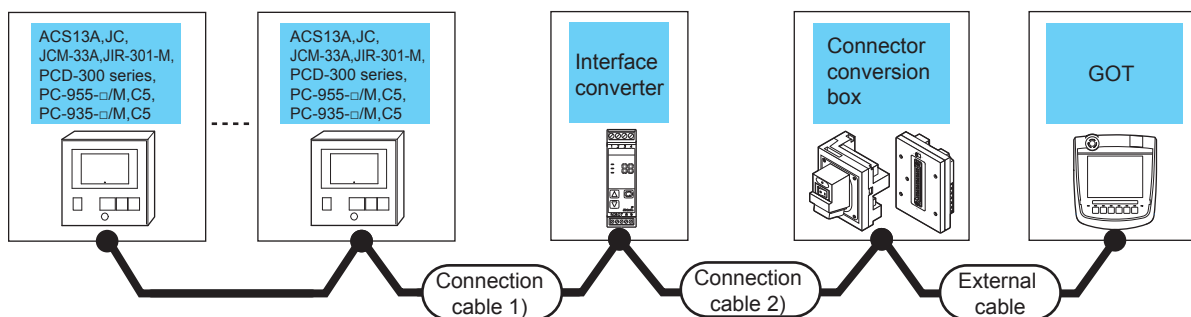 ACS13A,JC,
JCM-33A,JIR-301-M,
PCD-300 series,
PC-955-□/M,C5,
PC-935-□/M,C5
ACS13A,JC,
JCM-33A,JIR-301-M,
PCD-300 series,
PC-955-□/M,C5,
PC-935-□/M,C5
Interface
converter
Connector
conversion
box
GOT
Connection
cable 1)
Connection
cable 2)
External
cable